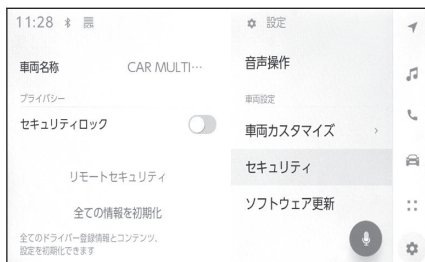 11:28
車両名称 CAR MULTI…
プライバシー
セキュリティロック
リモートセキュリティ
全ての情報を初期化
全てのドライバー登録情報とコンテンツ、
設定を初期化できます
設定
音声操作
車両設定
車両カスタマイズ
セキュリティ
ソフトウェア更新